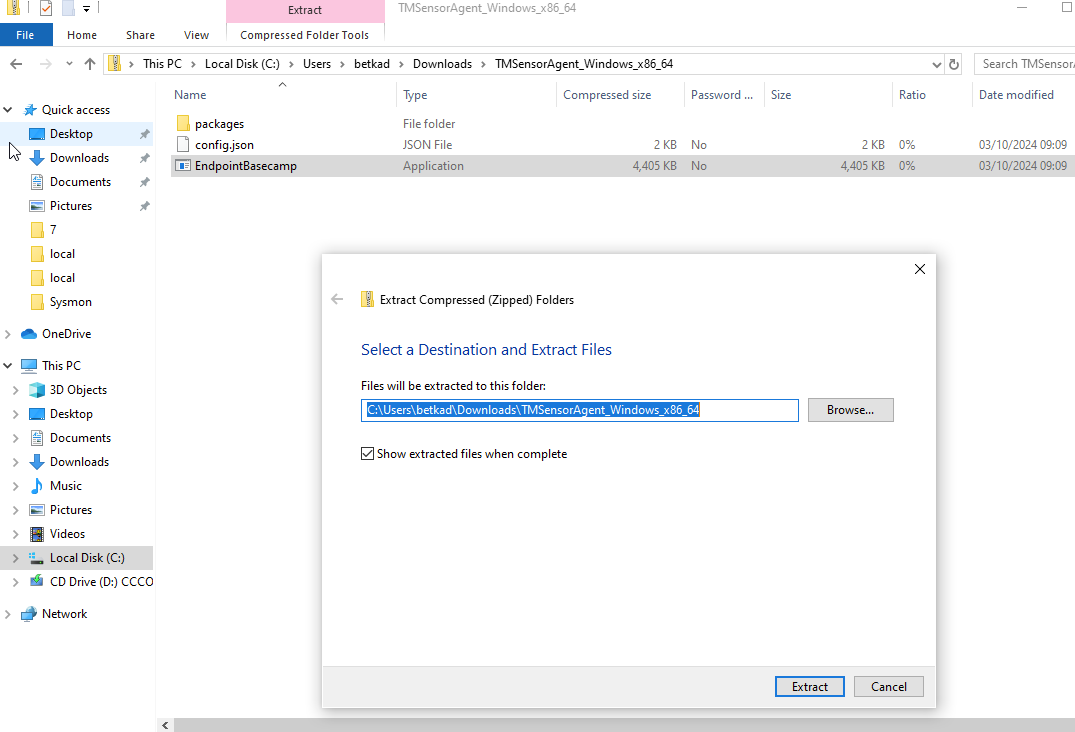 Extract
TMSensorAgent_Windows_x86_64
File
Home
Share
View
Compressed Folder Tools
This PC > Local Disk (C:) > Users > betkad > Downloads > TMSensorAgent_Windows_x86_64
Search TMSensorA
Name
Type
Compressed size
Password ...
Size
Ratio
Date modified
packages
File folder
config.json
JSON File
2 KB
No
2 KB
0%
03/10/2024 09:09
EndpointBasecamp
Application
4,405 KB
No
4,405 KB
0%
03/10/2024 09:09
Quick access
Desktop
Downloads
Documents
Pictures
7
local
local
Sysmon
OneDrive
This PC
3D Objects
Desktop
Documents
Downloads
Music
Pictures
Videos
Local Disk (C:)
CD Drive (D:) CCCO
Network
Extract Compressed (Zipped) Folders
Select a Destination and Extract Files
Files will be extracted to this folder:
C:\Users\betkad\Downloads\TMSensorAgent_Windows_x86_64
Browse...
Show extracted files when complete
Extract
Cancel